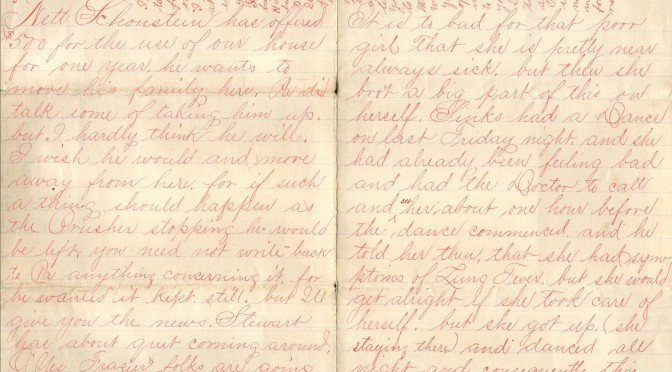 Nett Schonstein has offered
500 for the use of our house
for one year, he wants to
move his family here, Pa did
talk some of taking him up.
but I hardly think he will.
I wish he would and move
away from here, for if such
a thing should happen as
the Crusher stopping he would
be left, you need not write back
to Pa anything concerning it, for
he wanted it kept still. but I'll
give you the news. Stewart
has about quit coming around,
Frazier folks are going
It is to bad for that poor
girl that she is pretty near
always sick. but then she
a big part of this on
herself. had a Dance
on last Friday night, and she
had already been feeling bad
and had the Doctor to call
and see her, about one hour before
the dance commenced, and he
told her then, that she had sym-
ptoms of Lung Fever, but she would
get alright if she took care of
herself. but she got up, (she
staying there) and danced all
night and consequently this